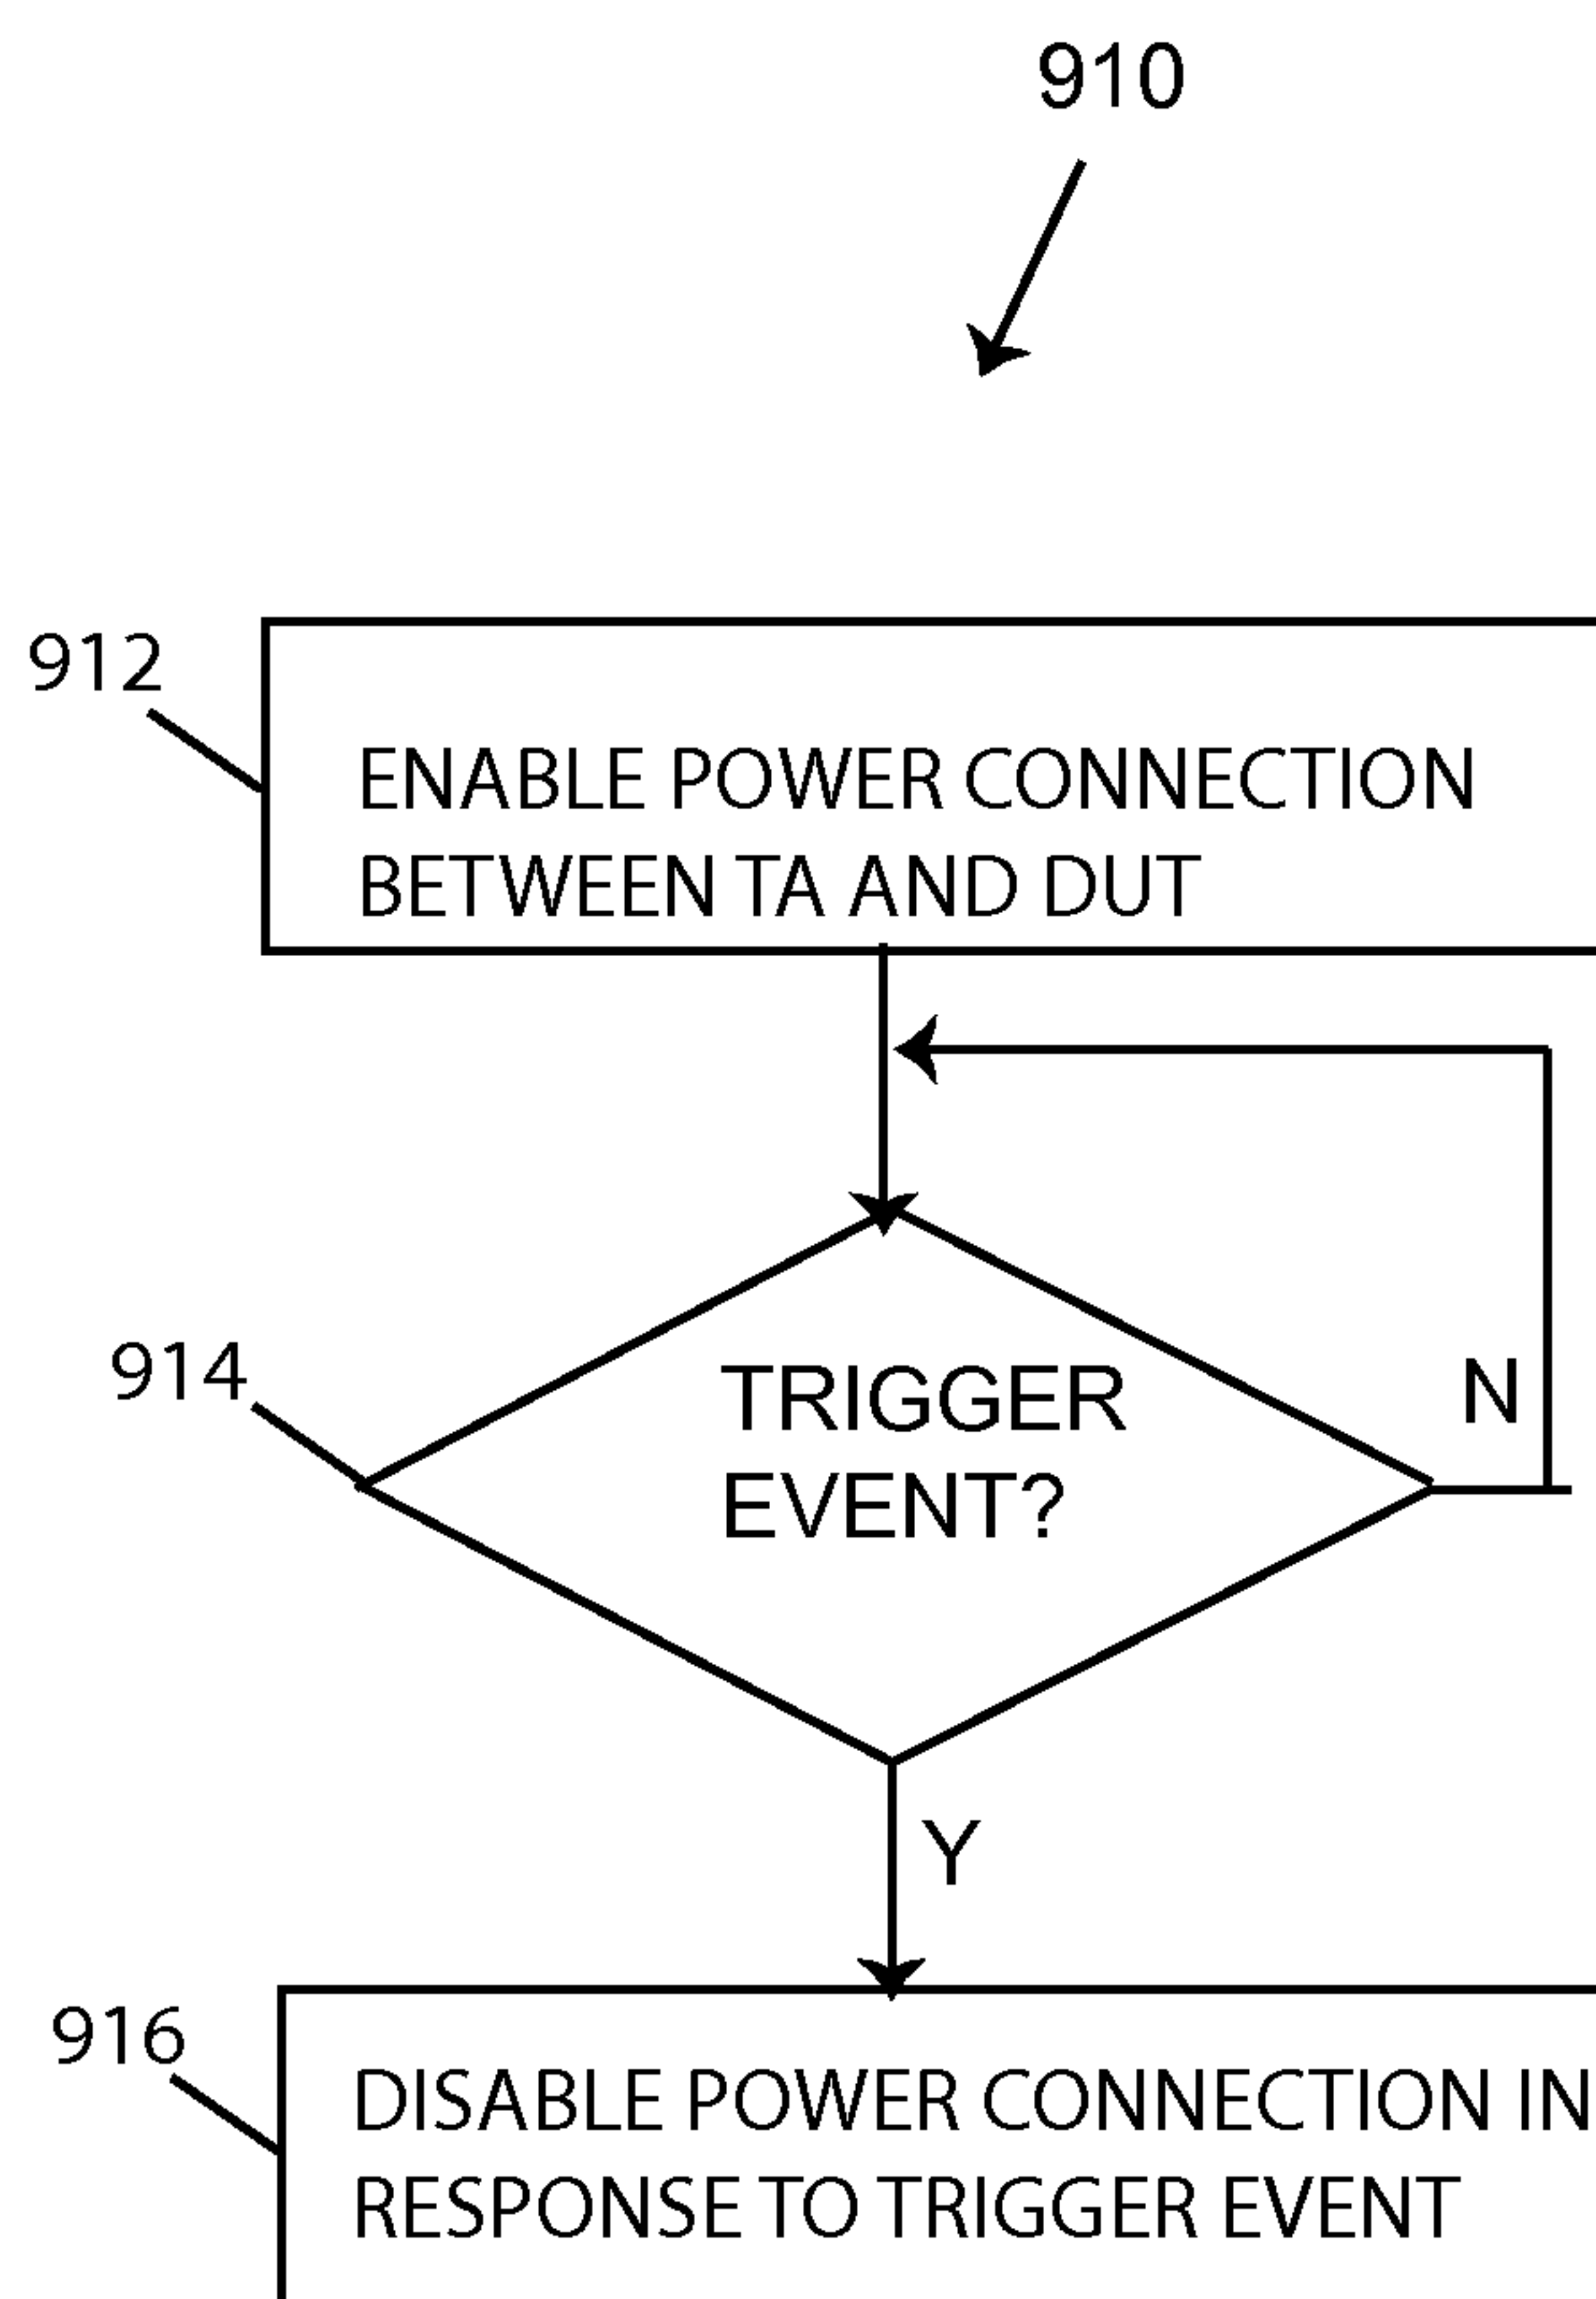 910
912
ENABLE POWER CONNECTION
BETWEEN TA AND DUT
914
TRIGGER
EVENT?
N
Y
916
DISABLE POWER CONNECTION IN
RESPONSE TO TRIGGER EVENT